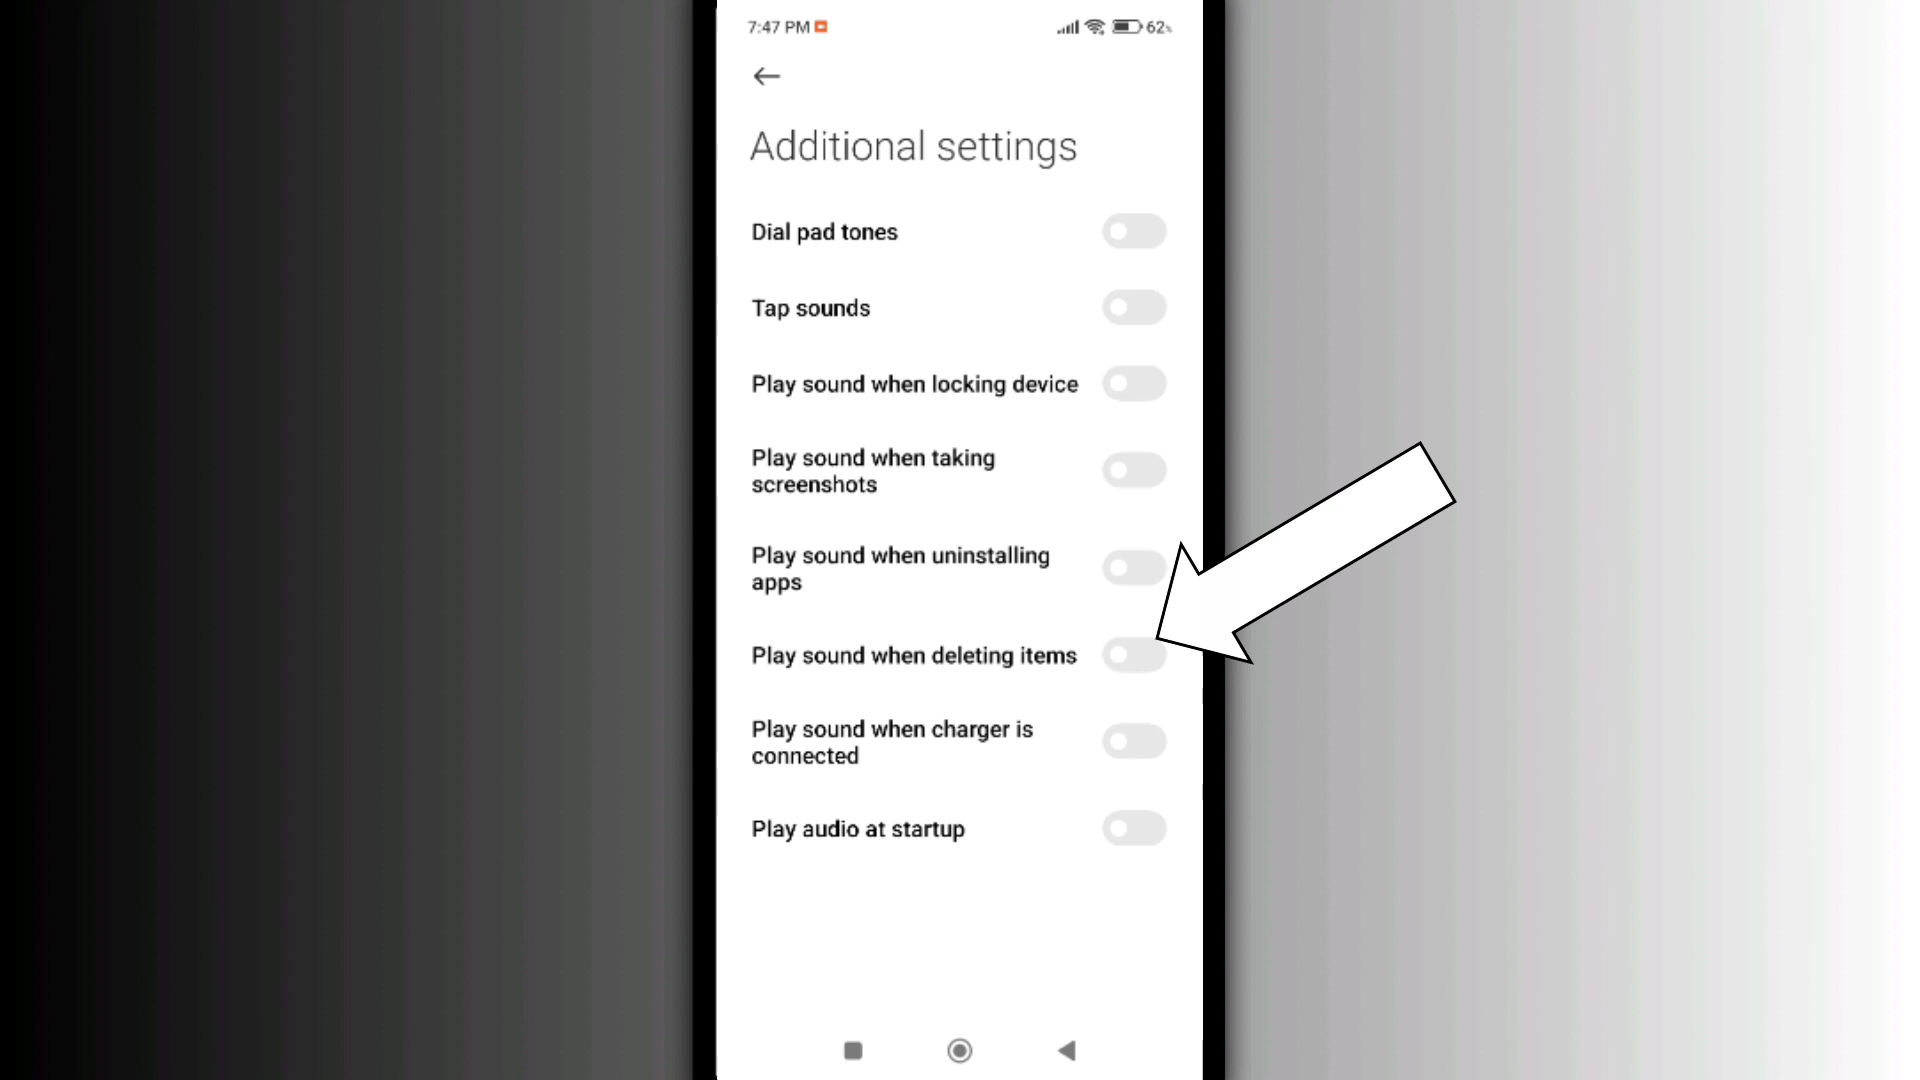 7:47 PM 62%
Additional settings
Dial pad tones
Tap sounds
Play sound when locking device
Play sound when taking
screenshots
Play sound when uninstalling
apps
Play sound when deleting items
Play sound when charger is
connected
Play audio at startup